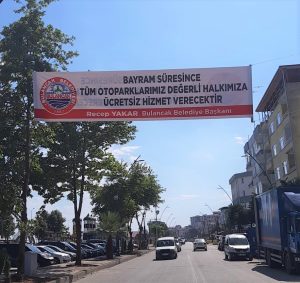 BAYRAM SÜRESİNCE
TÜM OTOPARKLARIMIZ DEĞERLİ HALKIMIZA
ÜCRETSİZ HİZMET VERECEKTİR
Recep YAKAR Bulancak Belediye Başkanı